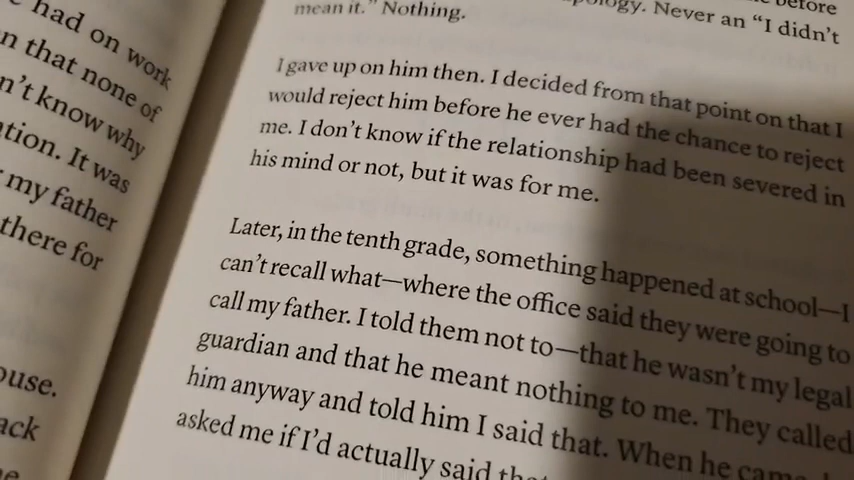 had on work
n that none of
n't know why
tion. It was
my father
there for
ouse.
ack
before
ology. Never an “I didn't
mean it.” Nothing.
I gave up on him then. I decided from that point on that I
would reject him before he ever had the chance to reject
me. I don't know if the relationship had been severed in
his mind or not, but it was for me.
Later, in the tenth grade, something happened at school—I
can't recall what—where the office said they were going to
call my father. I told them not to—that he wasn't my legal
guardian and that he meant nothing to me. They called
him anyway and told him I said that. When he came
asked me if I'd actually said that